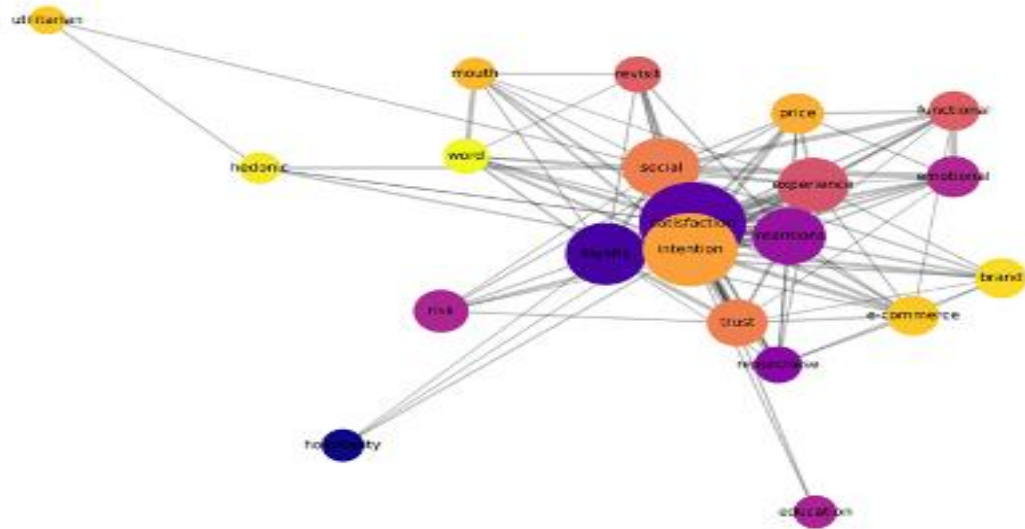 utilitarian
mouth
revisit
price
functional
word
hedonic
social
experience
emotional
satisfaction
intentions
intention
loyalty
brand
risk
trust
e-commerce
hospitality
education